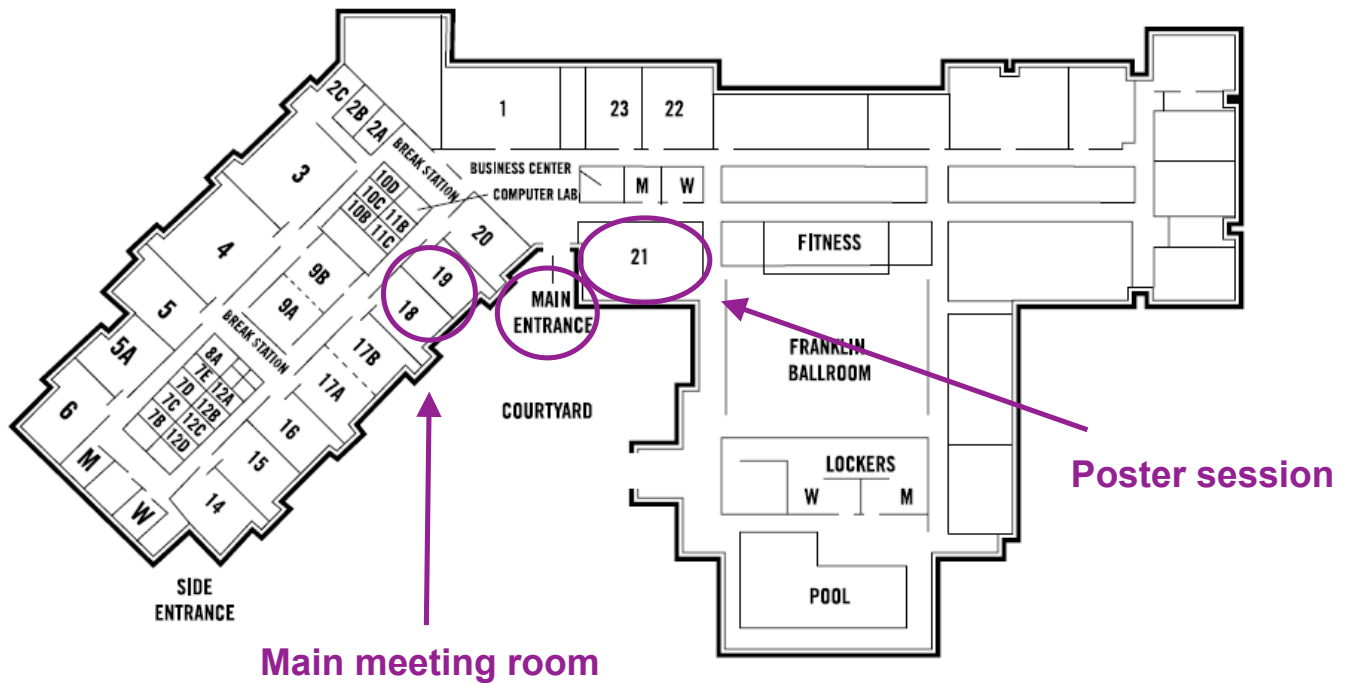 1
23
22
2C
2B
2A
BREAK STATION
BUSINESS CENTER
COMPUTER LAB
M
W
3
10D
10C
10B
11B
11C
20
19
18
21
FITNESS
4
9B
9A
MAIN
ENTRANCE
5
5A
6
BREAK STATION
17B
17A
8A
7E
7D
7C
7B
12A
12B
12C
12D
16
15
14
M
W
FRANKLIN
BALLROOM
COURTYARD
LOCKERS
W
M
POOL
SIDE
ENTRANCE
Poster session
Main meeting room